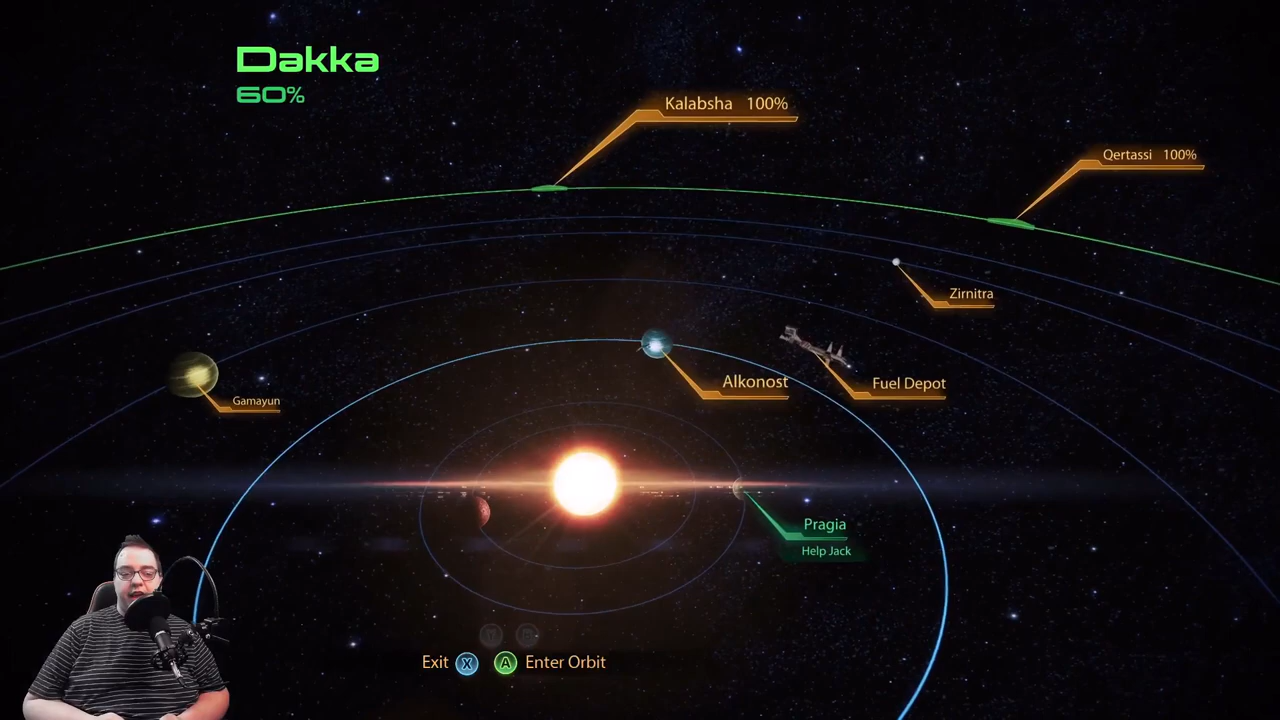 Dakka
60%
Kalabsha 100%
Qertassi 100%
Zirnitra
Alkonost
Fuel Depot
Gamayun
Pragia
Help Jack
Exit X A Enter Orbit